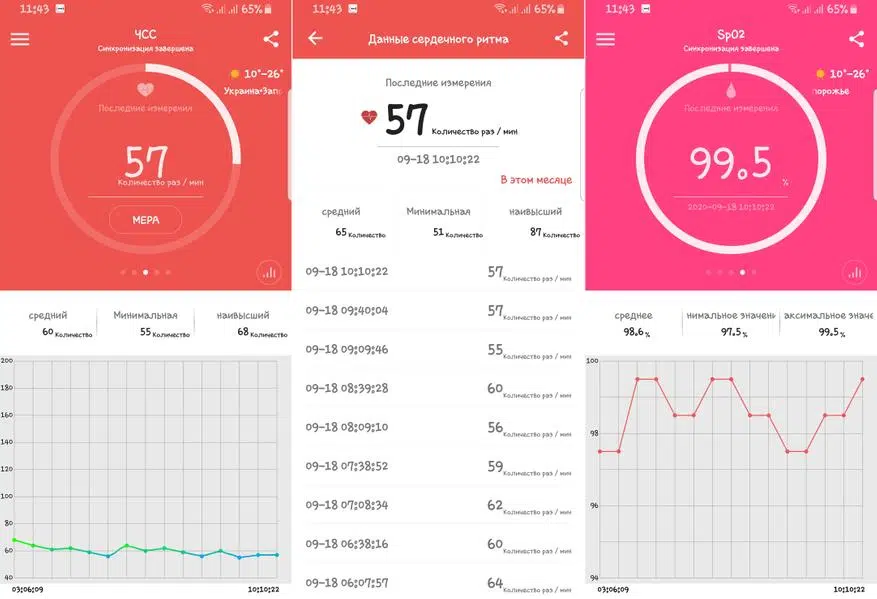 11:43
65%
ЧСС
Синхронизация завершена
10°-26°
Украина•Запо
Последние измерения
57
Количество раз / мин
МЕРА
средний
Минимальная
наивысший
60 Количество
55 Количество
68 Количество
200
180
160
140
120
100
80
60
40
03:06:09
10:10:22
11:43
65%
Данные сердечного ритма
Последние измерения
57 Количество раз / мин
09-18 10:10:22
В этом месяце
средний
Минимальная
наивысший
65 Количество
51 Количество
87 Количество
09-18 10:10:22 57 Количество раз / мин
09-18 09:40:04 57 Количество раз / мин
09-18 09:09:46 55 Количество раз / мин
09-18 08:39:28 60 Количество раз / мин
09-18 08:09:10 56 Количество раз / мин
09-18 07:38:52 59 Количество раз / мин
09-18 07:08:34 62 Количество раз / мин
09-18 06:38:16 60 Количество раз / мин
09-18 06:07:57 64 Количество раз / мин
11:43
65%
SpO2
Синхронизация завершена
10°-26°
порожье
Последние измерения
99.5
%
2020-09-18 10:10:22
среднее
нимальное значени
аксимальное значе
98.6 %
97.5 %
99.5 %
100
98
96
94
03:06:09
10:10:22